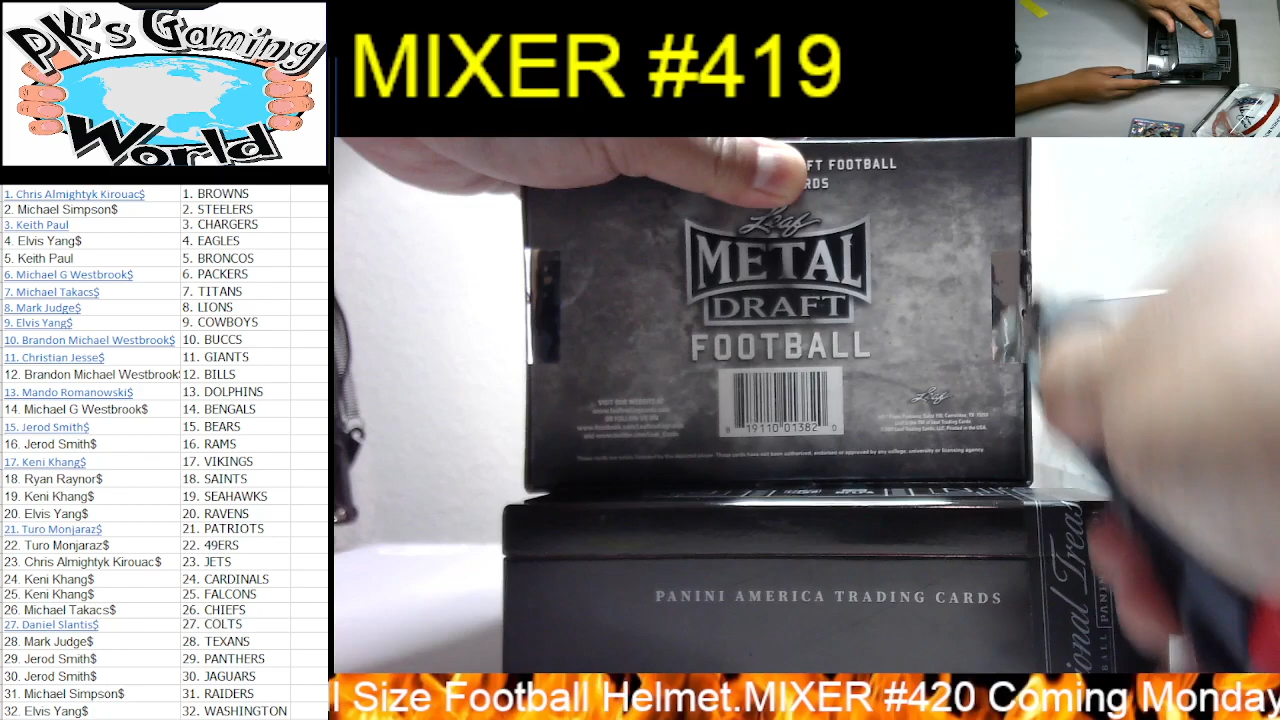 PK's Gaming
World
MIXER #419
1. Chris Almightyk Kirouac$ 1. BROWNS
2. Michael Simpson$ 2. STEELERS
3. Keith Paul 3. CHARGERS
4. Elvis Yang$ 4. EAGLES
5. Keith Paul 5. BRONCOS
6. Michael G Westbrook$ 6. PACKERS
7. Michael Takacs$ 7. TITANS
8. Mark Judge$ 8. LIONS
9. Elvis Yang$ 9. COWBOYS
10. Brandon Michael Westbrook$ 10. BUCCS
11. Christian Jesse$ 11. GIANTS
12. Brandon Michael Westbrook 12. BILLS
13. Mando Romanowski$ 13. DOLPHINS
14. Michael G Westbrook$ 14. BENGALS
15. Jerod Smith$ 15. BEARS
16. Jerod Smith$ 16. RAMS
17. Keni Khang$ 17. VIKINGS
18. Ryan Raynor$ 18. SAINTS
19. Keni Khang$ 19. SEAHAWKS
20. Elvis Yang$ 20. RAVENS
21. Turo Monjaraz$ 21. PATRIOTS
22. Turo Monjaraz$ 22. 49ERS
23. Chris Almightyk Kirouac$ 23. JETS
24. Keni Khang$ 24. CARDINALS
25. Keni Khang$ 25. FALCONS
26. Michael Takacs$ 26. CHIEFS
27. Daniel Slantis$ 27. COLTS
28. Mark Judge$ 28. TEXANS
29. Jerod Smith$ 29. PANTHERS
30. Jerod Smith$ 30. JAGUARS
31. Michael Simpson$ 31. RAIDERS
32. Elvis Yang$ 32. WASHINGTON
FT FOOTBALL
RDS
Leaf
METAL
DRAFT
FOOTBALL
Leaf
8 19110 01382 0
PANINI AMERICA TRADING CARDS
ional Treas
l Size Football Helmet.MIXER #420 Coming Monday